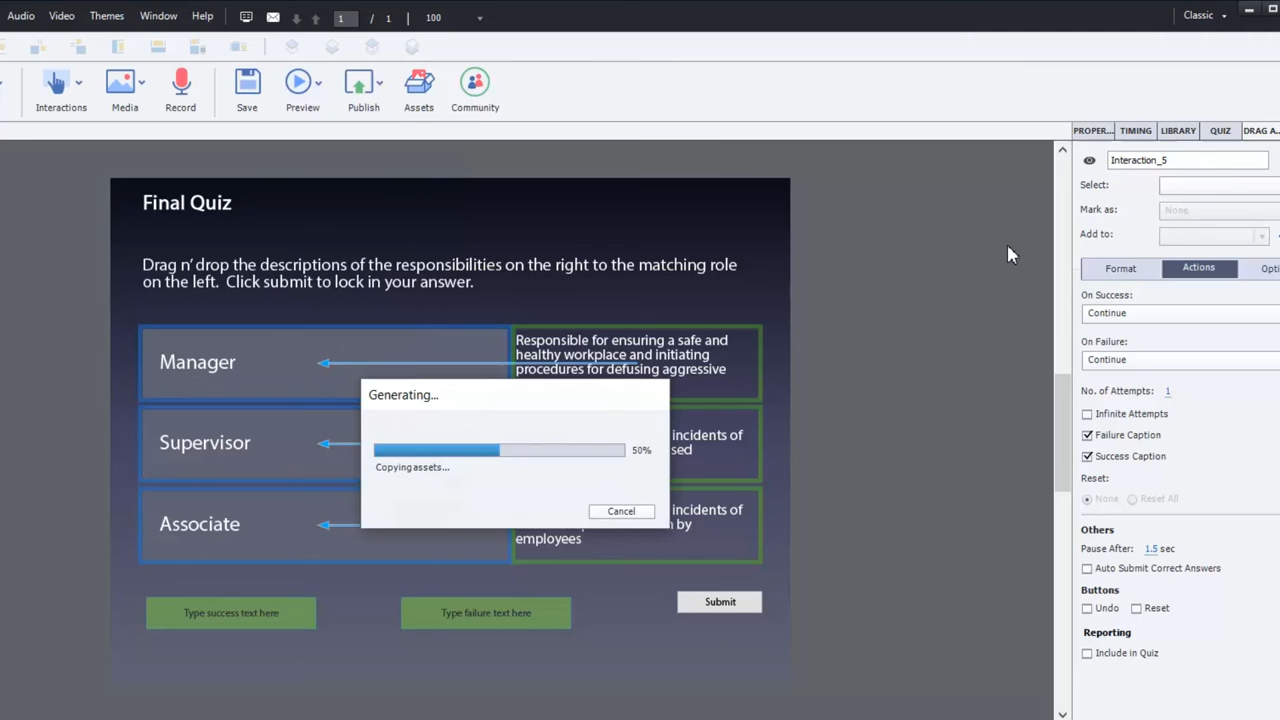 Audio Video Themes Window Help 1 / 1 100 Classic
Interactions Media Record Save Preview Publish Assets Community
PROPER... TIMING LIBRARY QUIZ DRAG A...
Interaction_5
Select:
Mark as: None
Add to:
Format Actions Opti
On Success:
Continue
On Failure:
Continue
No. of Attempts: 1
Infinite Attempts
Failure Caption
Success Caption
Reset:
None Reset All
Others
Pause After: 1.5 sec
Auto Submit Correct Answers
Buttons
Undo Reset
Reporting
Include in Quiz
Final Quiz
Drag n' drop the descriptions of the responsibilities on the right to the matching role
on the left. Click submit to lock in your answer.
Manager
Responsible for ensuring a safe and
healthy workplace and initiating
procedures for defusing aggressive
Supervisor
incidents of
sed
Associate
incidents of
by
employees
Generating...
50%
Copying assets...
Cancel
Type success text here
Type failure text here
Submit